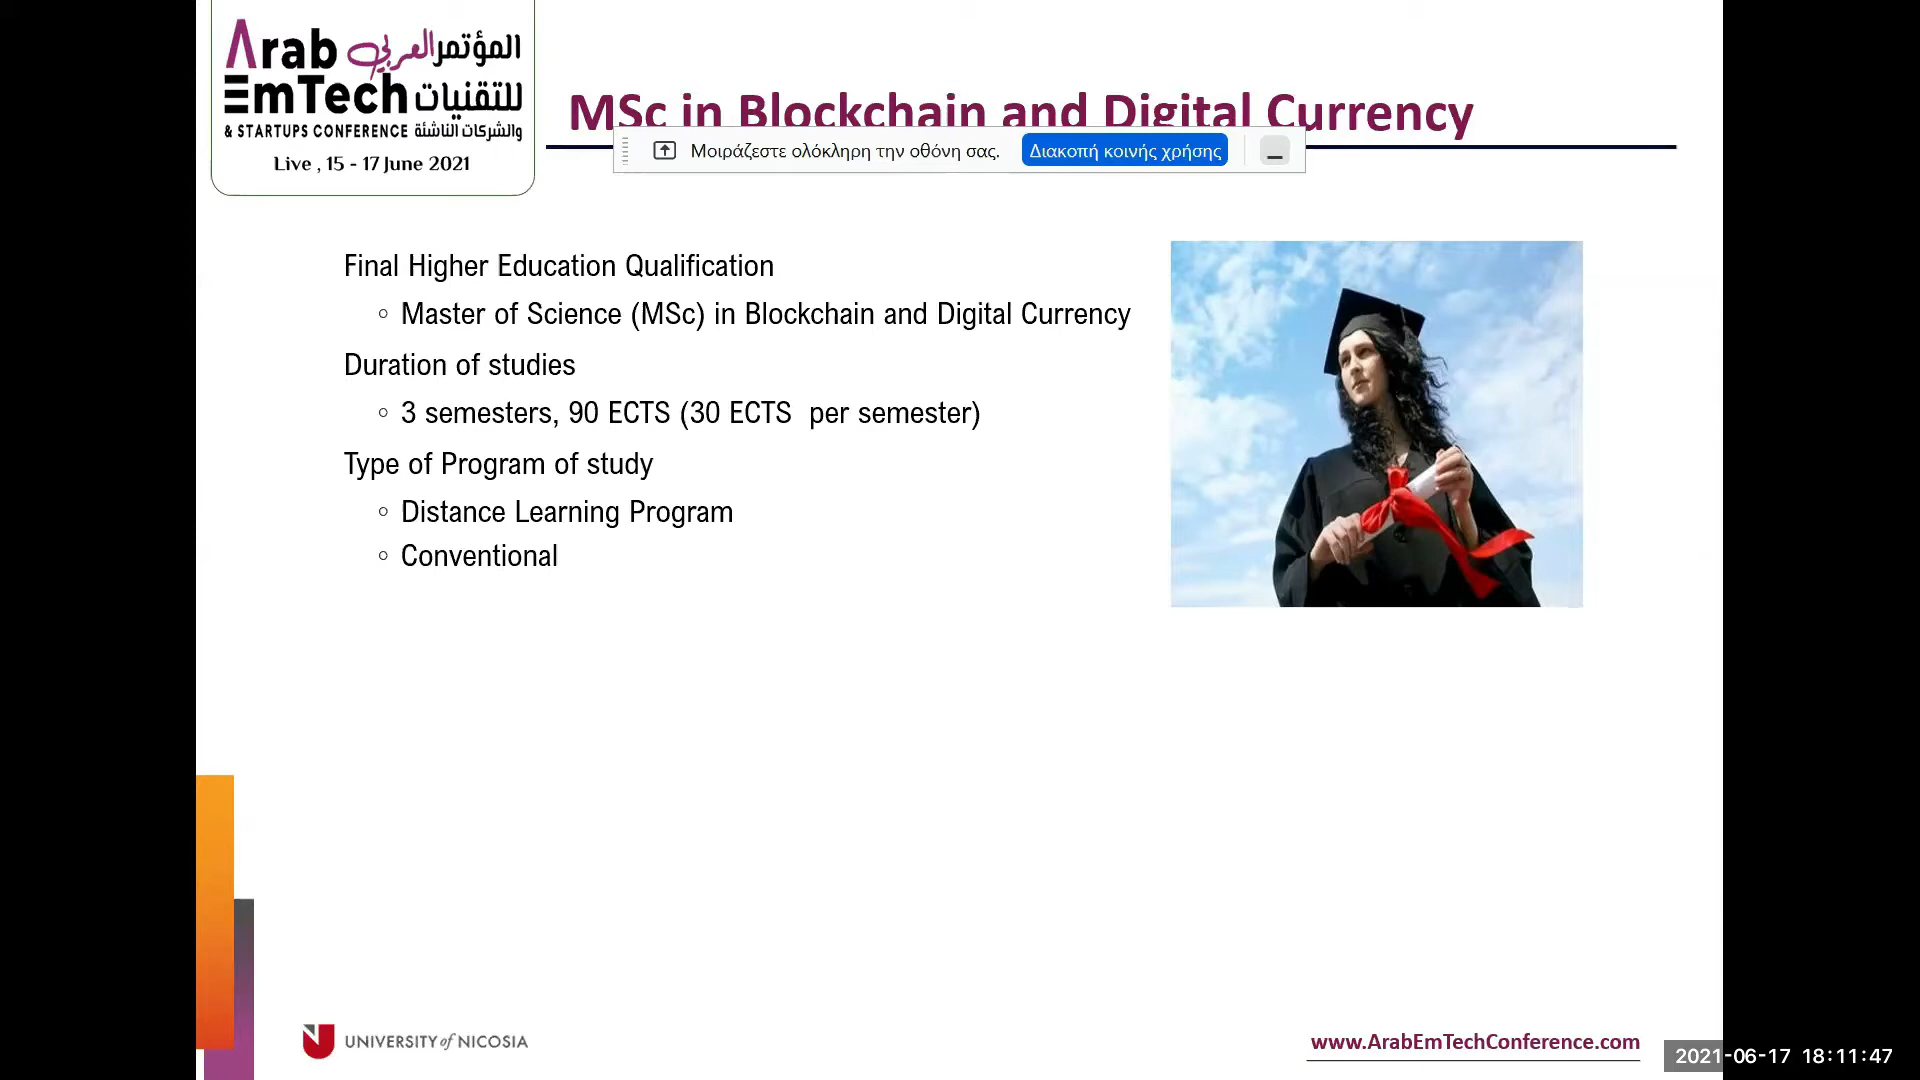 Arab المؤتمر العربي
EmTech للتقنيات
& STARTUPS CONFERENCE والشركات الناشئة
Live , 15 - 17 June 2021
MSc in Blockchain and Digital Currency
Μοιράζεστε ολόκληρη την οθόνη σας. Διακοπή κοινής χρήσης
Final Higher Education Qualification
◦ Master of Science (MSc) in Blockchain and Digital Currency
Duration of studies
◦ 3 semesters, 90 ECTS (30 ECTS per semester)
Type of Program of study
◦ Distance Learning Program
◦ Conventional
UNIVERSITY of NICOSIA
www.ArabEmTechConference.com
2021-06-17 18:11:47